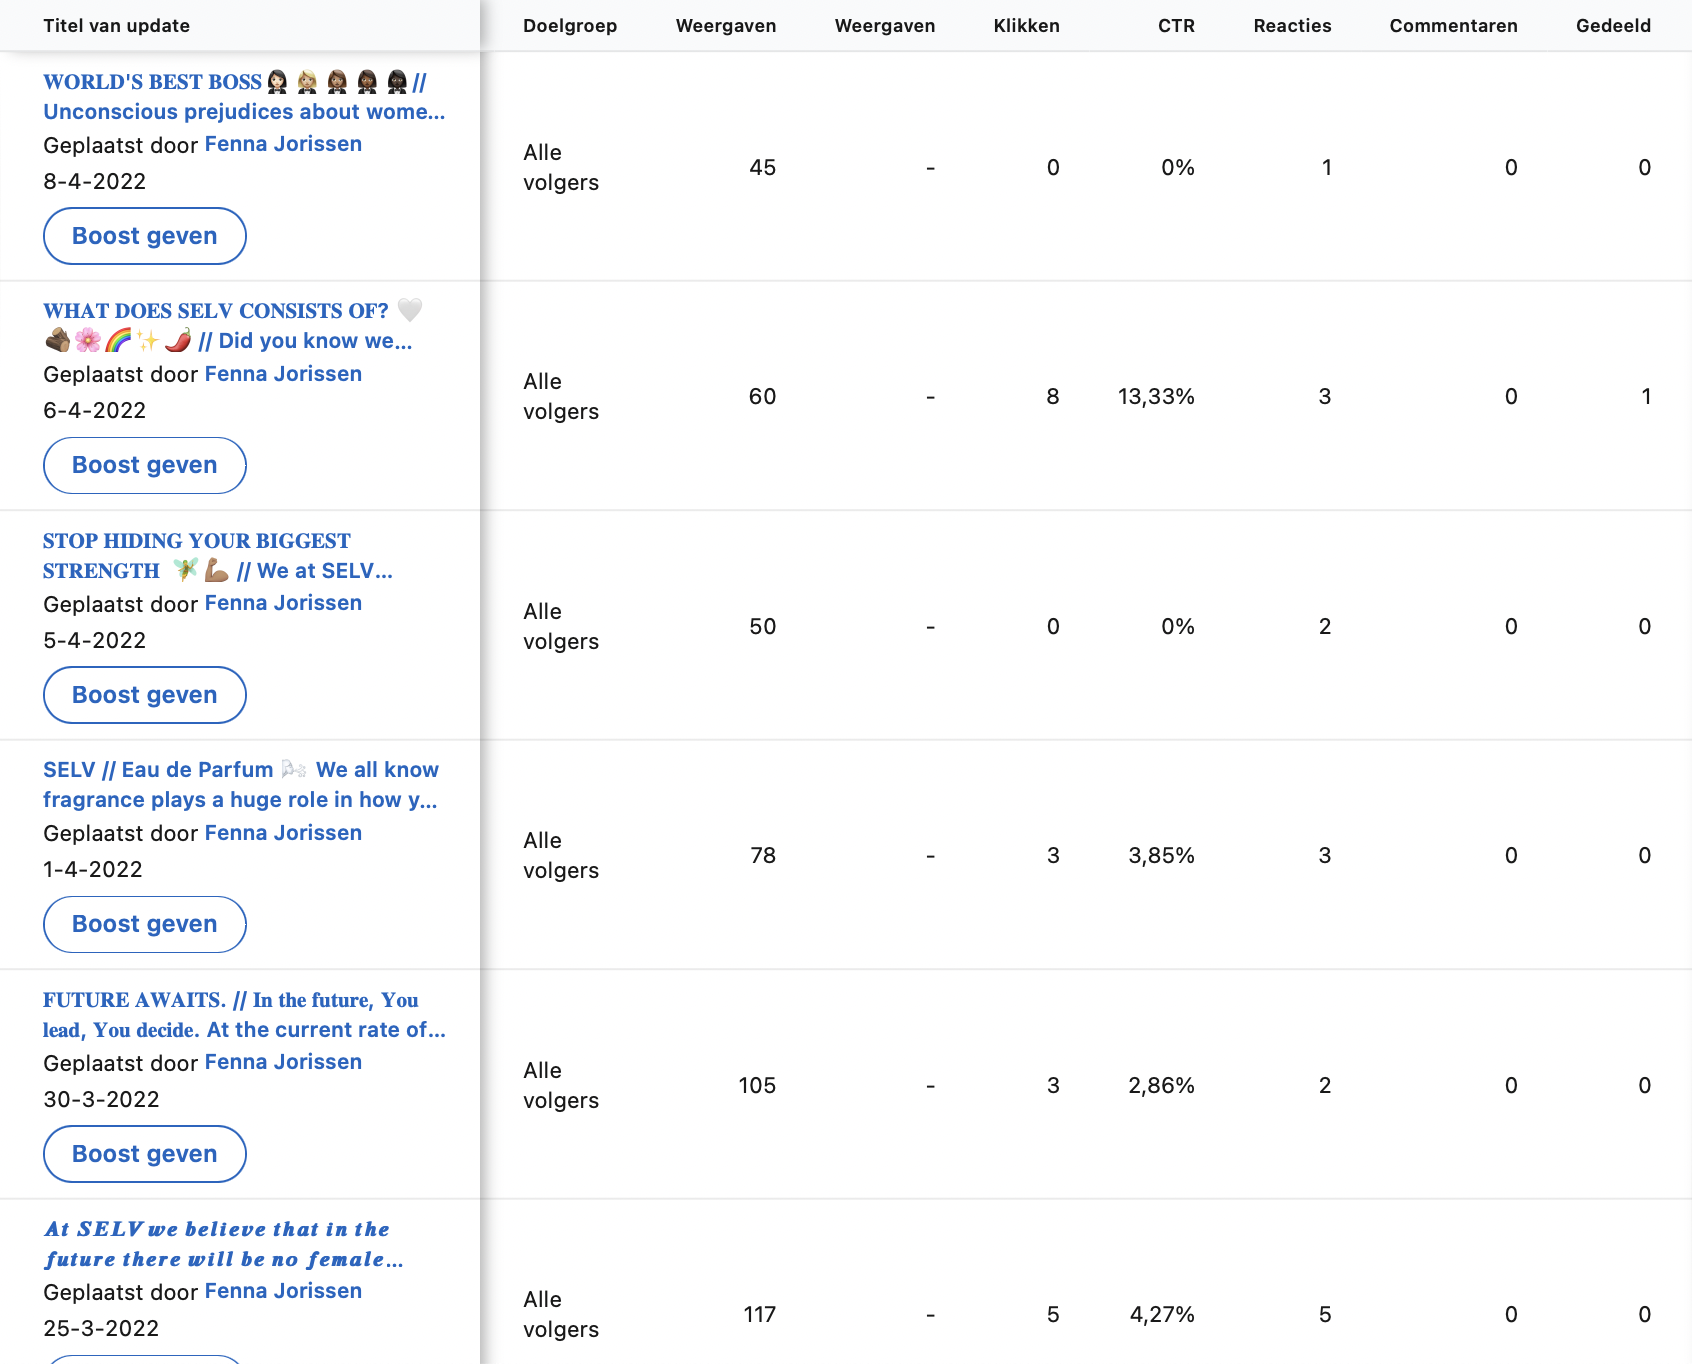 Titel van update Doelgroep Weergaven Weergaven Klikken CTR Reacties Commentaren Gedeeld
WORLD'S BEST BOSS🤵🏻🤵🏼🤵🏽🤵🏾🤵🏿 //
Unconscious prejudices about wome...
Geplaatst door Fenna Jorissen
8-4-2022
Boost geven
Alle
volgers
45 - 0 0% 1 0 0
WHAT DOES SELV CONSISTS OF? 🤍
🪵🌸🌈✨🌶️ // Did you know we...
Geplaatst door Fenna Jorissen
6-4-2022
Boost geven
Alle
volgers
60 - 8 13,33% 3 0 1
STOP HIDING YOUR BIGGEST
STRENGTH 🧚💪🏽 // We at SELV...
Geplaatst door Fenna Jorissen
5-4-2022
Boost geven
Alle
volgers
50 - 0 0% 2 0 0
SELV // Eau de Parfum 🌬️ We all know
fragrance plays a huge role in how y...
Geplaatst door Fenna Jorissen
1-4-2022
Boost geven
Alle
volgers
78 - 3 3,85% 3 0 0
FUTURE AWAITS. // In the future, You
lead, You decide. At the current rate of...
Geplaatst door Fenna Jorissen
30-3-2022
Boost geven
Alle
volgers
105 - 3 2,86% 2 0 0
At SELV we believe that in the
future there will be no female...
Geplaatst door Fenna Jorissen
25-3-2022
Alle
volgers
117 - 5 4,27% 5 0 0